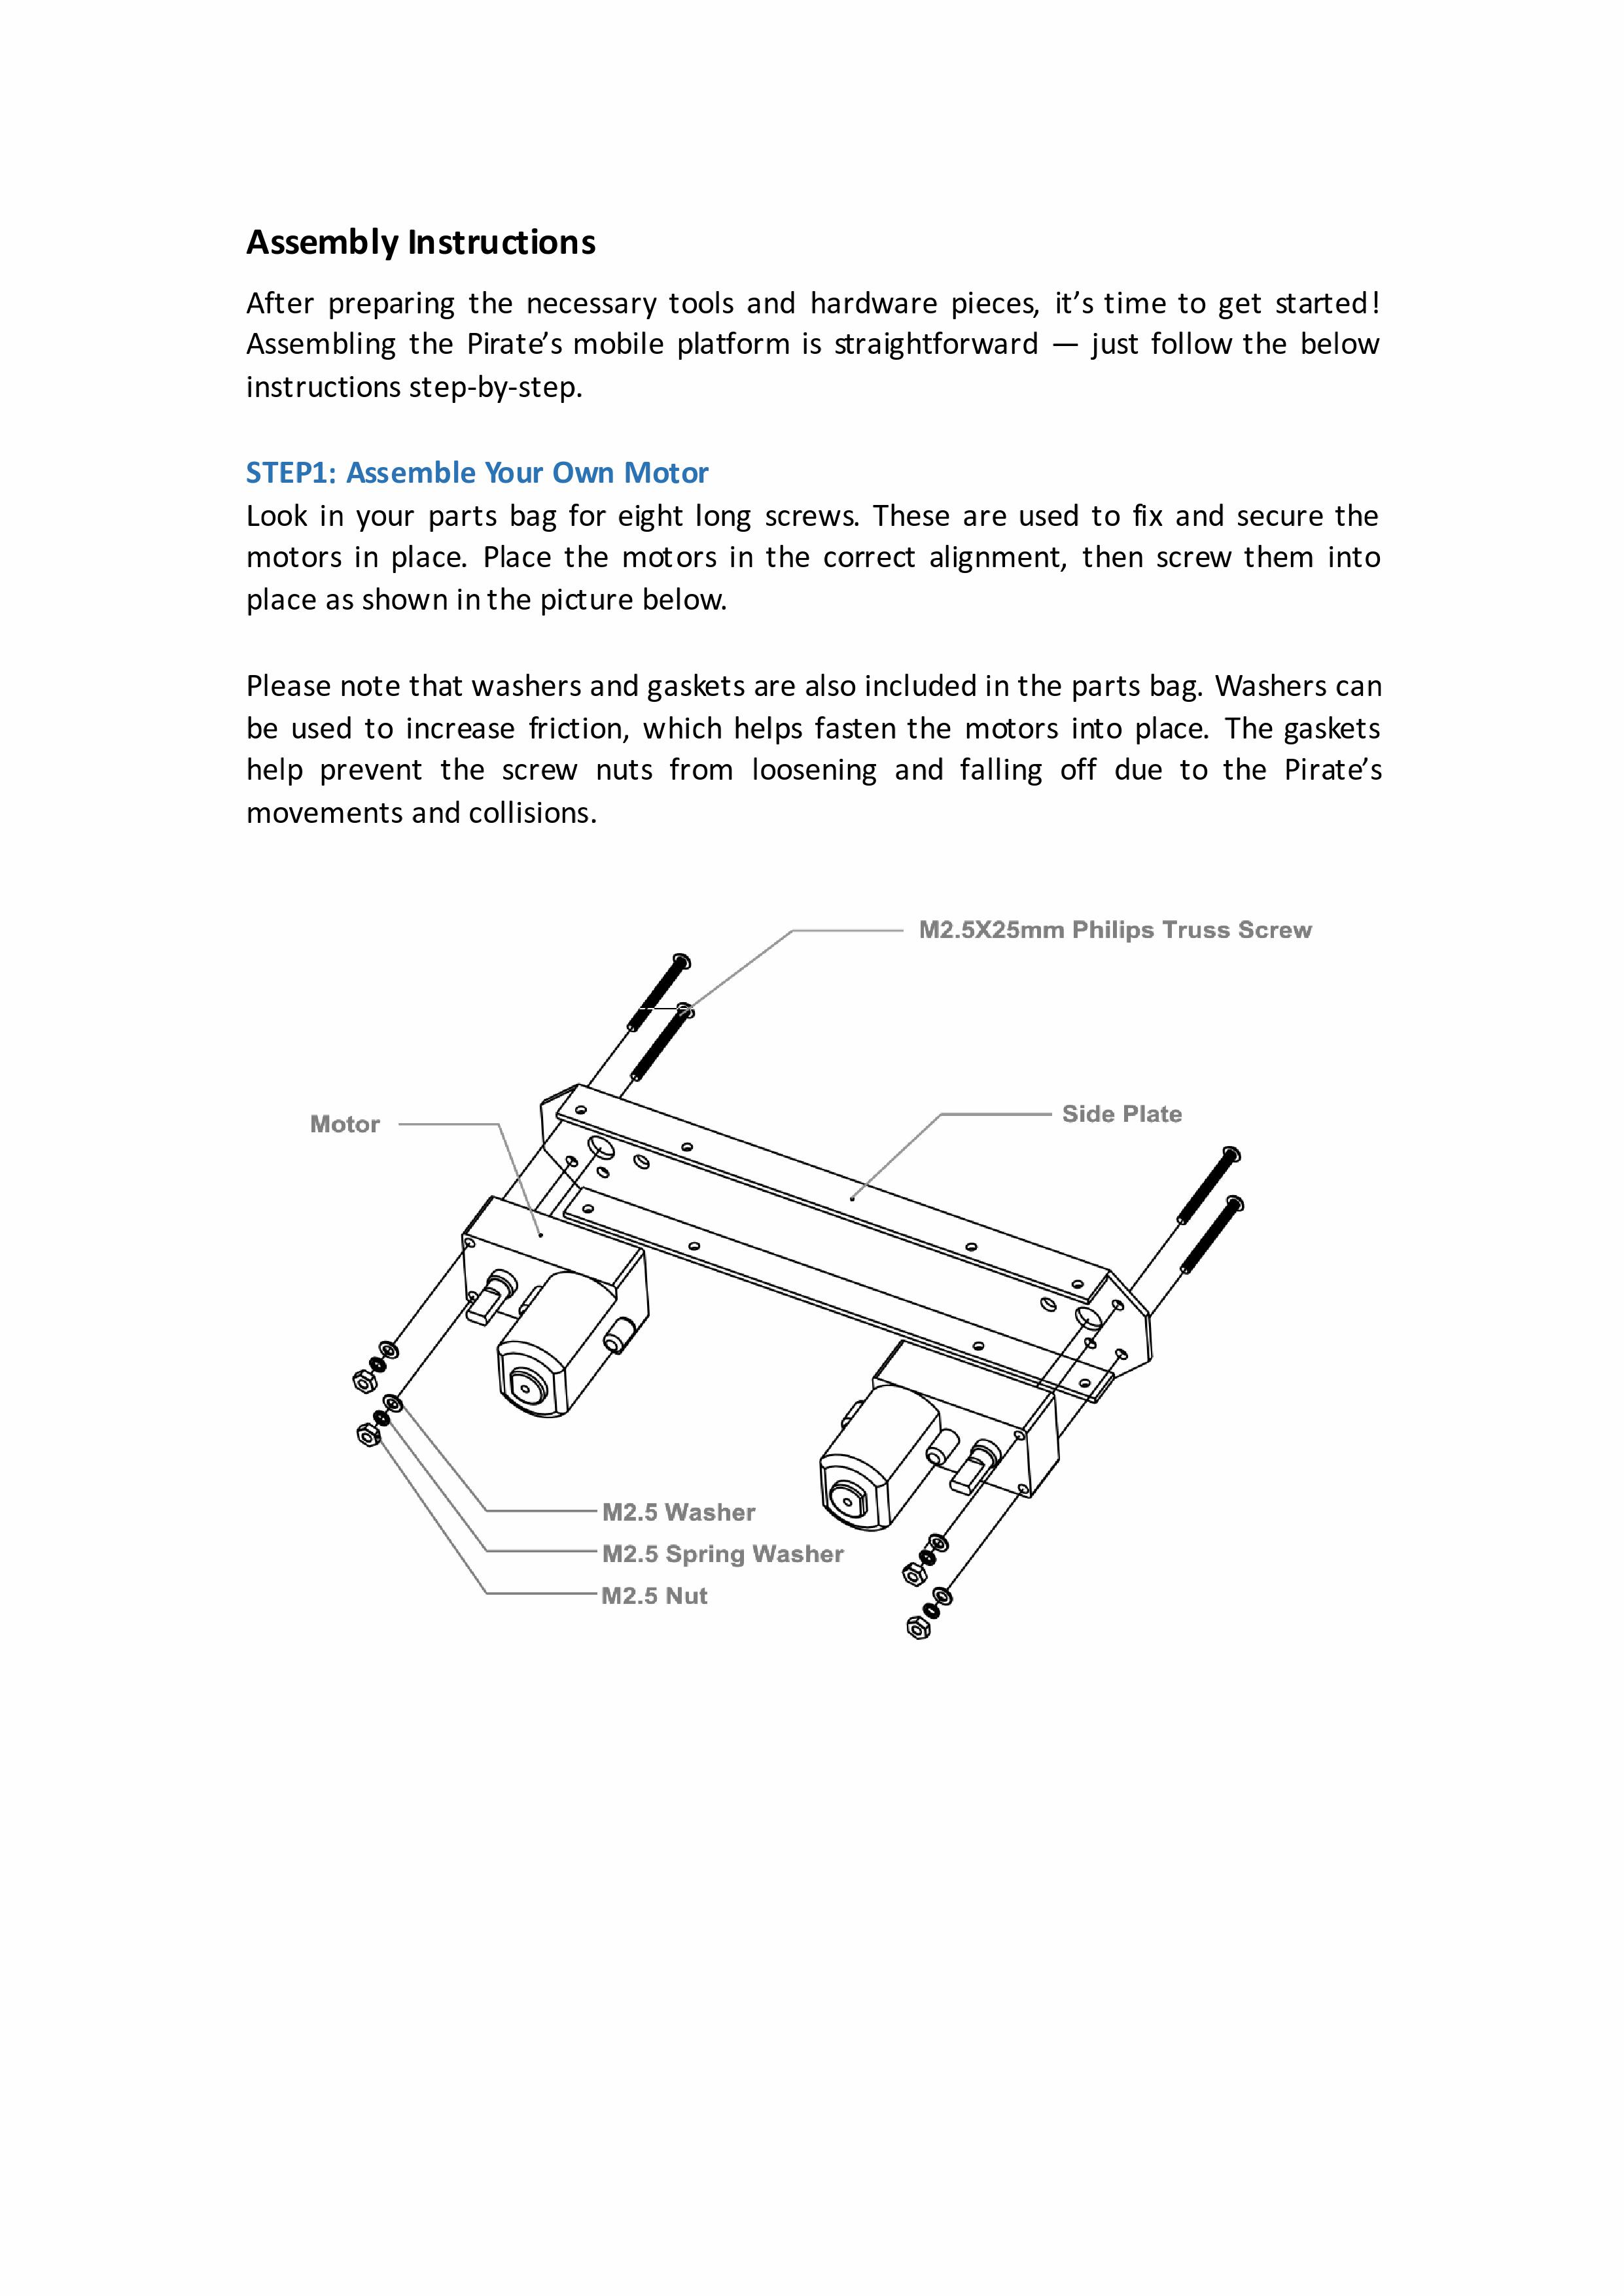 Assembly Instructions
After preparing the necessary tools and hardware pieces, it’s time to get started!
Assembling the Pirate’s mobile platform is straightforward — just follow the below
instructions step-by-step.
STEP1: Assemble Your Own Motor
Look in your parts bag for eight long screws. These are used to fix and secure the
motors in place. Place the motors in the correct alignment, then screw them into
place as shown in the picture below.
Please note that washers and gaskets are also included in the parts bag. Washers can
be used to increase friction, which helps fasten the motors into place. The gaskets
help prevent the screw nuts from loosening and falling off due to the Pirate’s
movements and collisions.
M2.5X25mm Philips Truss Screw
Side Plate
Motor
M2.5 Washer
M2.5 Spring Washer
M2.5 Nut